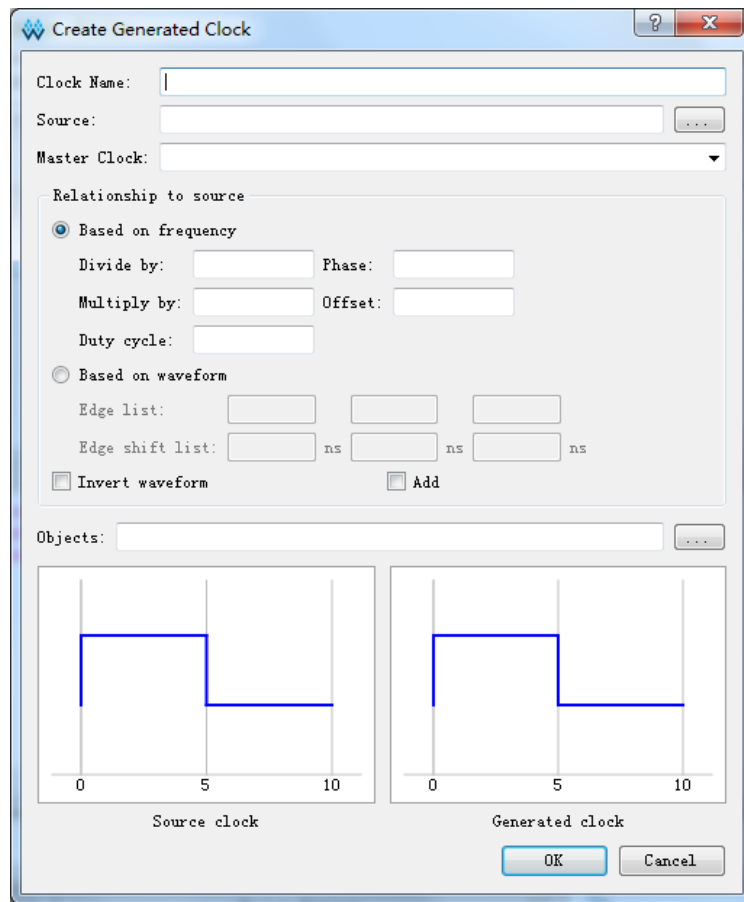 Create Generated Clock
?
Clock Name:
Source: ...
Master Clock:
Relationship to source
Based on frequency
Divide by: Phase:
Multiply by: Offset:
Duty cycle:
Based on waveform
Edge list:
Edge shift list: ns ns ns
Invert waveform Add
Objects: ...
0 5 10 0 5 10
Source clock Generated clock
OK Cancel